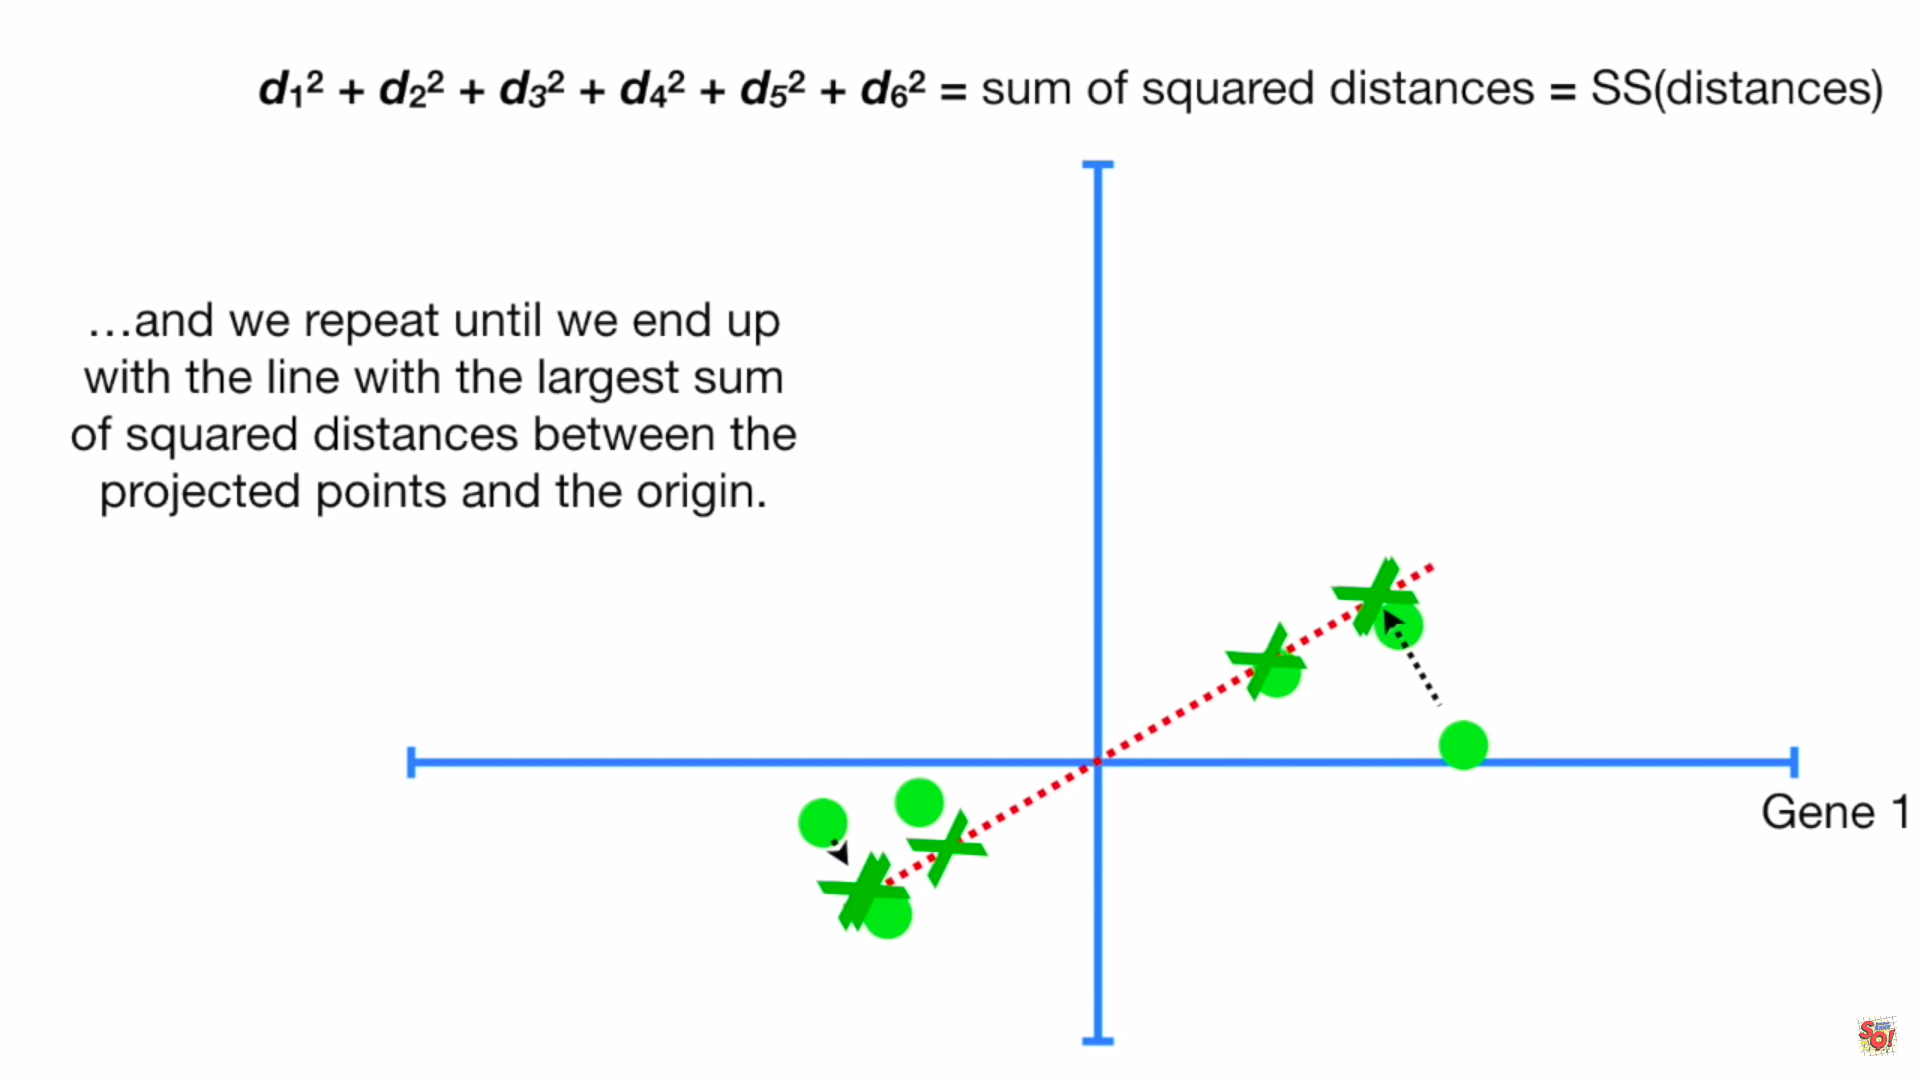 d₁² + d₂² + d₃² + d₄² + d₅² + d₆² = sum of squared distances = SS(distances)
…and we repeat until we end up
with the line with the largest sum
of squared distances between the
projected points and the origin.
Gene 1
SQ!